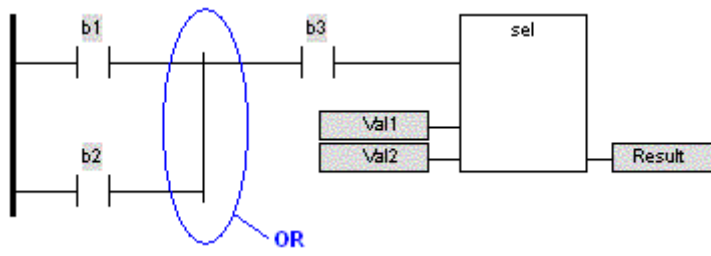 b1
b3
sel
Val1
b2
Val2
Result
OR